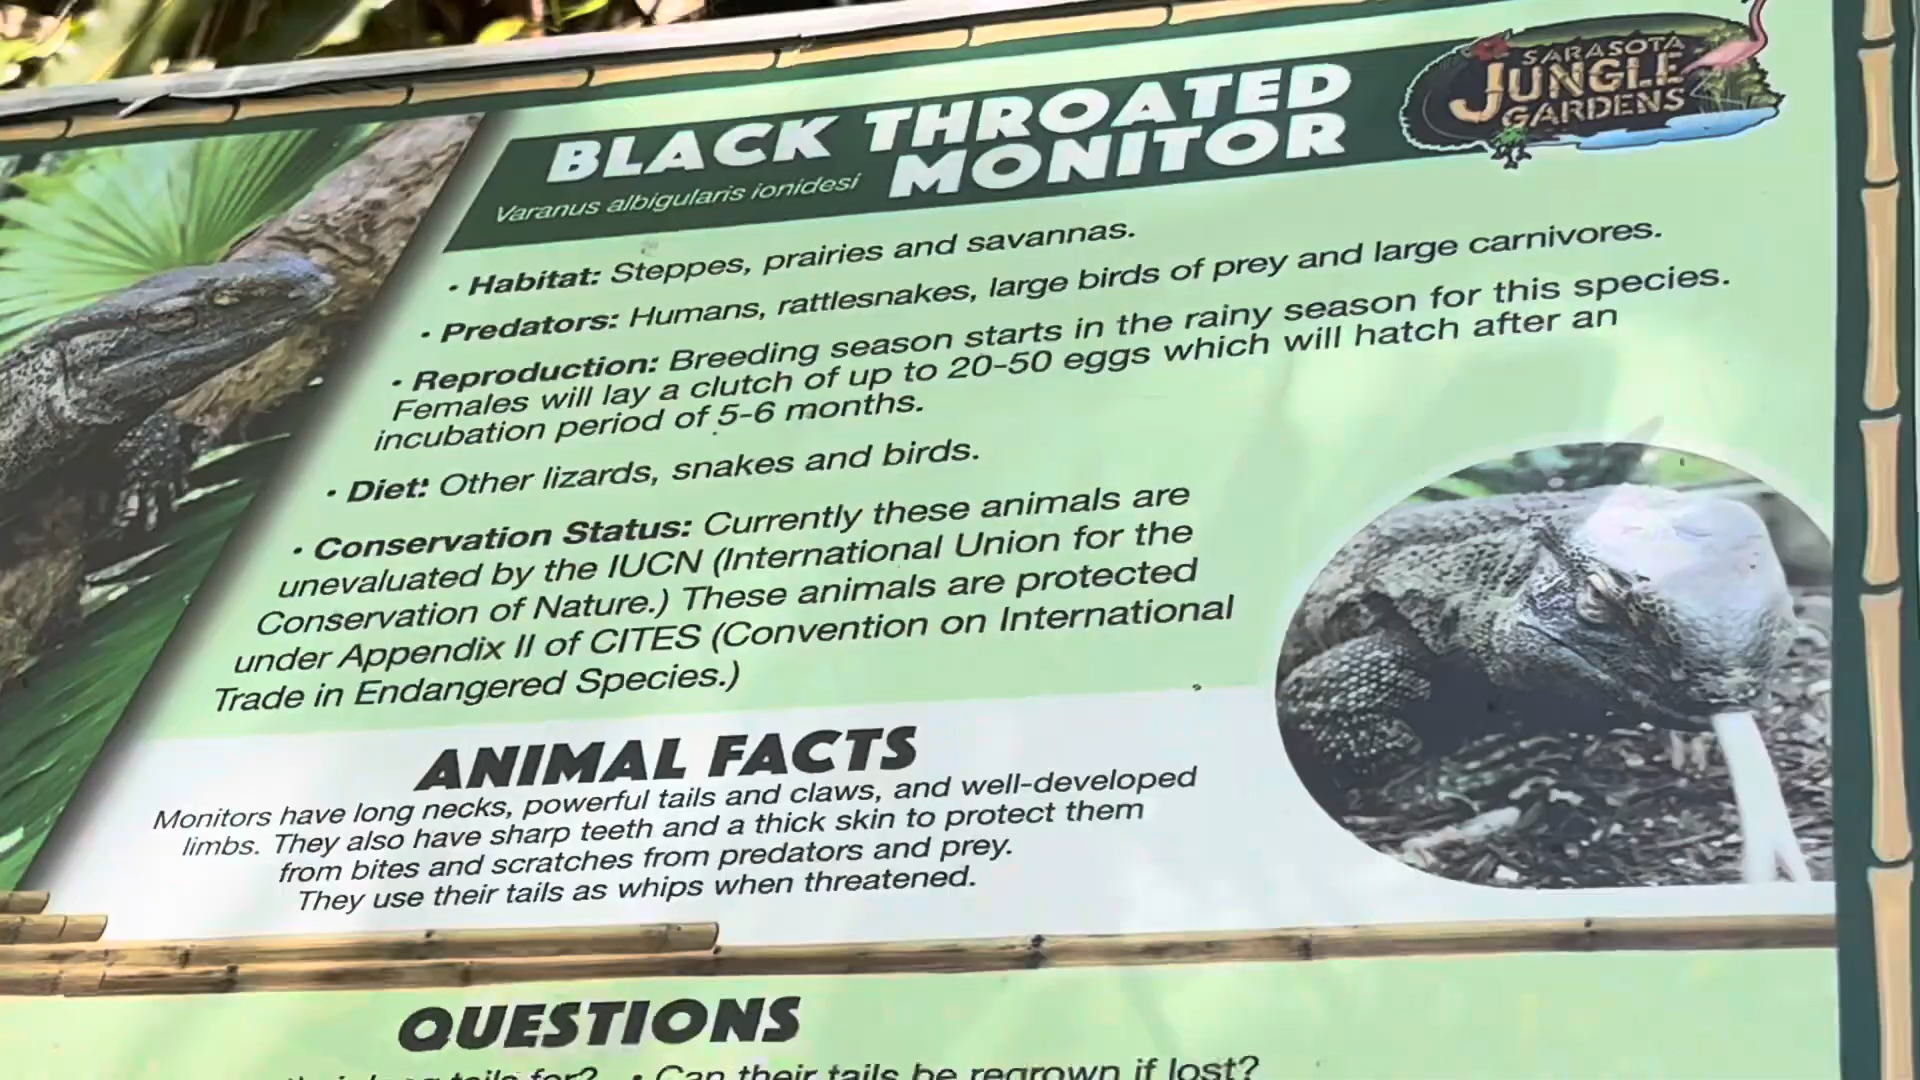 SARASOTA
JUNGLE
GARDENS
BLACK THROATED
MONITOR
Varanus albigularis ionidesi
• Habitat: Steppes, prairies and savannas.
• Predators: Humans, rattlesnakes, large birds of prey and large carnivores.
• Reproduction: Breeding season starts in the rainy season for this species.
Females will lay a clutch of up to 20-50 eggs which will hatch after an
incubation period of 5-6 months.
• Diet: Other lizards, snakes and birds.
• Conservation Status: Currently these animals are
unevaluated by the IUCN (International Union for the
Conservation of Nature.) These animals are protected
under Appendix II of CITES (Convention on International
Trade in Endangered Species.)
ANIMAL FACTS
Monitors have long necks, powerful tails and claws, and well-developed
limbs. They also have sharp teeth and a thick skin to protect them
from bites and scratches from predators and prey.
They use their tails as whips when threatened.
QUESTIONS
long tails for? • Can their tails be regrown if lost?